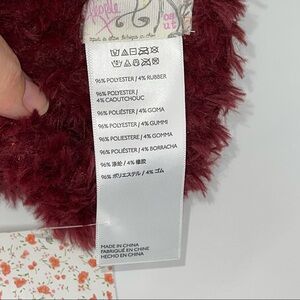 96% POLYESTER / 4% RUBBER
96% POLYESTER /
4% CAOUTCHOUC
96% POLIÉSTER / 4% GOMA
96% POLYESTER / 4% GUMMI
96% POLIESTERE / 4% GOMMA
96% POLIÉSTER / 4% BORRACHA
96% 涤纶 / 4% 橡胶
96% ポリエステル / 4% ゴム
MADE IN CHINA
FABRIQUÉ EN CHINE
HECHO EN CHINA